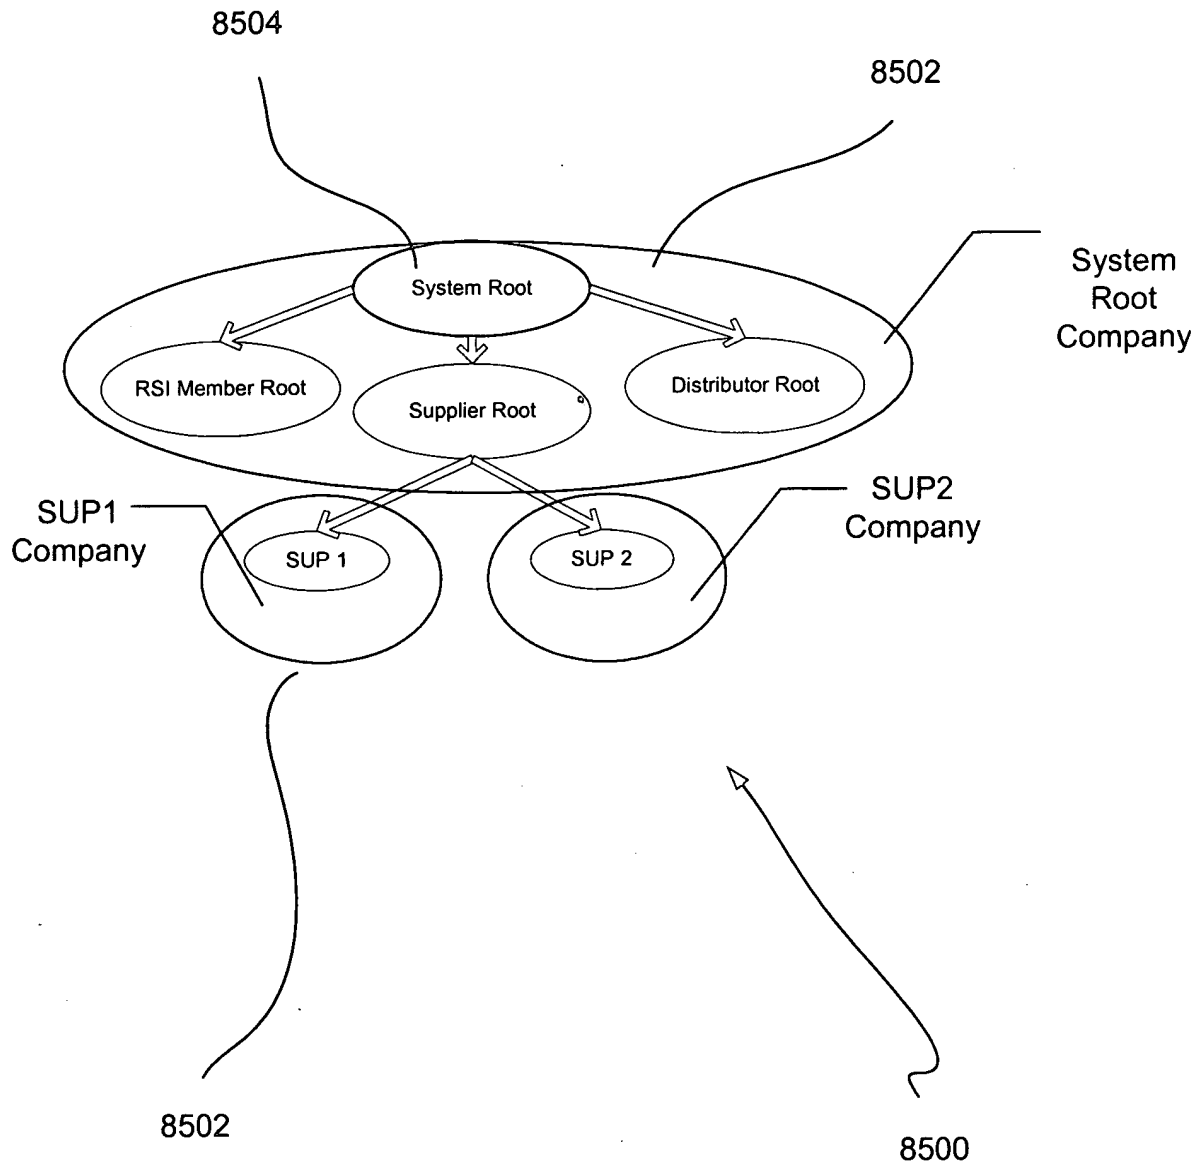 8504
8502
System Root
System
Root
Company
RSI Member Root
Supplier Root
Distributor Root
SUP1
Company
SUP2
Company
SUP 1
SUP 2
8502
8500